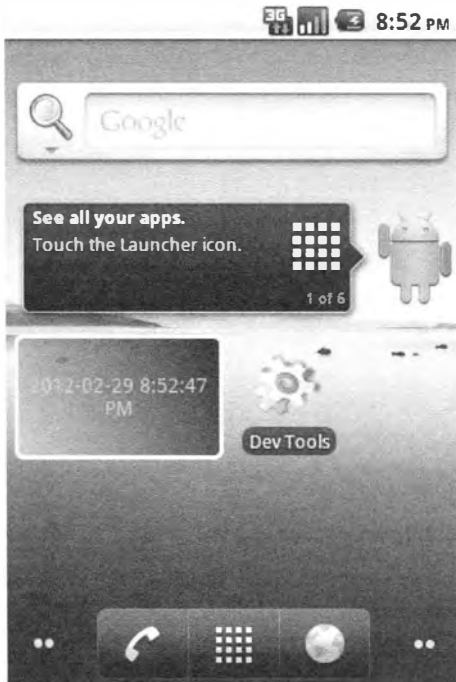 3G 8:52 PM
Google
See all your apps.
Touch the Launcher icon.
1 of 6
2012-02-29 8:52:47
PM
Dev Tools